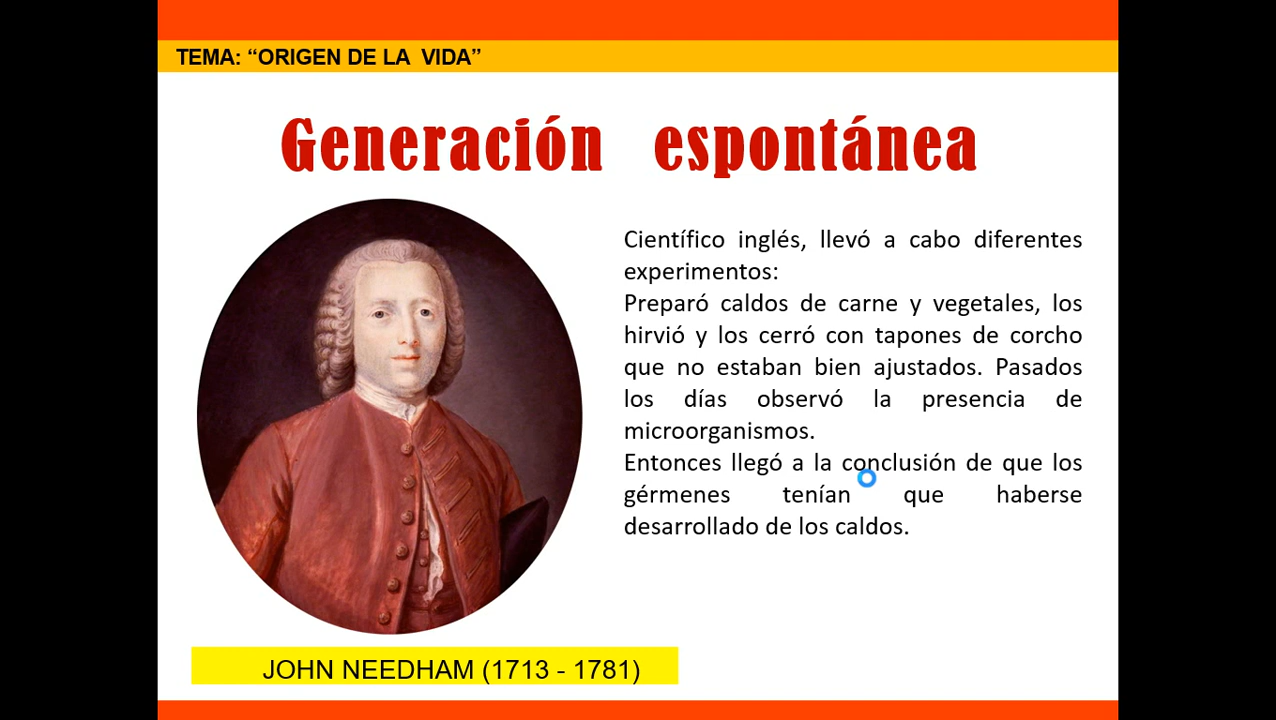 TEMA: “ORIGEN DE LA VIDA”
Generación espontánea
Científico inglés, llevó a cabo diferentes
experimentos:
Preparó caldos de carne y vegetales, los
hirvió y los cerró con tapones de corcho
que no estaban bien ajustados. Pasados
los días observó la presencia de
microorganismos.
Entonces llegó a la conclusión de que los
gérmenes tenían que haberse
desarrollado de los caldos.
JOHN NEEDHAM (1713 - 1781)